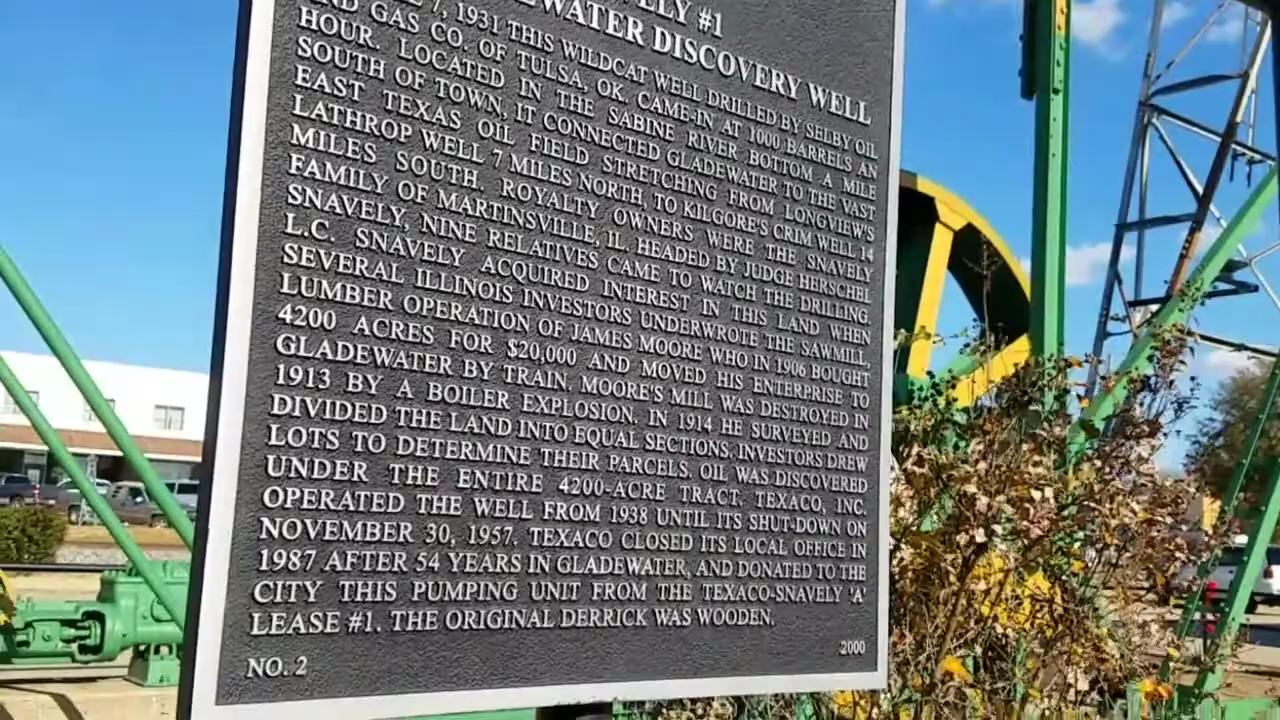 #1
WATER DISCOVERY WELL
7, 1931 THIS WILDCAT WELL DRILLED BY SELBY OIL
AND GAS CO. OF TULSA, OK. CAME-IN AT 1000 BARRELS AN
HOUR. LOCATED IN THE SABINE RIVER BOTTOM A MILE
SOUTH OF TOWN, IT CONNECTED GLADEWATER TO THE VAST
EAST TEXAS OIL FIELD STRETCHING FROM LONGVIEW'S
LATHROP WELL 7 MILES NORTH, TO KILGORE'S CRIM WELL 14
MILES SOUTH. ROYALTY OWNERS WERE THE SNAVELY
FAMILY OF MARTINSVILLE, IL. HEADED BY JUDGE HERSCHEL
SNAVELY, NINE RELATIVES CAME TO WATCH THE DRILLING.
L.C. SNAVELY ACQUIRED INTEREST IN THIS LAND WHEN
SEVERAL ILLINOIS INVESTORS UNDERWROTE THE SAWMILL,
LUMBER OPERATION OF JAMES MOORE WHO IN 1906 BOUGHT
4200 ACRES FOR $20,000 AND MOVED HIS ENTERPRISE TO
GLADEWATER BY TRAIN. MOORE'S MILL WAS DESTROYED IN
1913 BY A BOILER EXPLOSION. IN 1914 HE SURVEYED AND
DIVIDED THE LAND INTO EQUAL SECTIONS, INVESTORS DREW
LOTS TO DETERMINE THEIR PARCELS. OIL WAS DISCOVERED
UNDER THE ENTIRE 4200-ACRE TRACT. TEXACO, INC.
OPERATED THE WELL FROM 1938 UNTIL ITS SHUT-DOWN ON
NOVEMBER 30, 1957. TEXACO CLOSED ITS LOCAL OFFICE IN
1987 AFTER 54 YEARS IN GLADEWATER, AND DONATED TO THE
CITY THIS PUMPING UNIT FROM THE TEXACO-SNAVELY 'A'
LEASE #1. THE ORIGINAL DERRICK WAS WOODEN.
NO. 2
2000